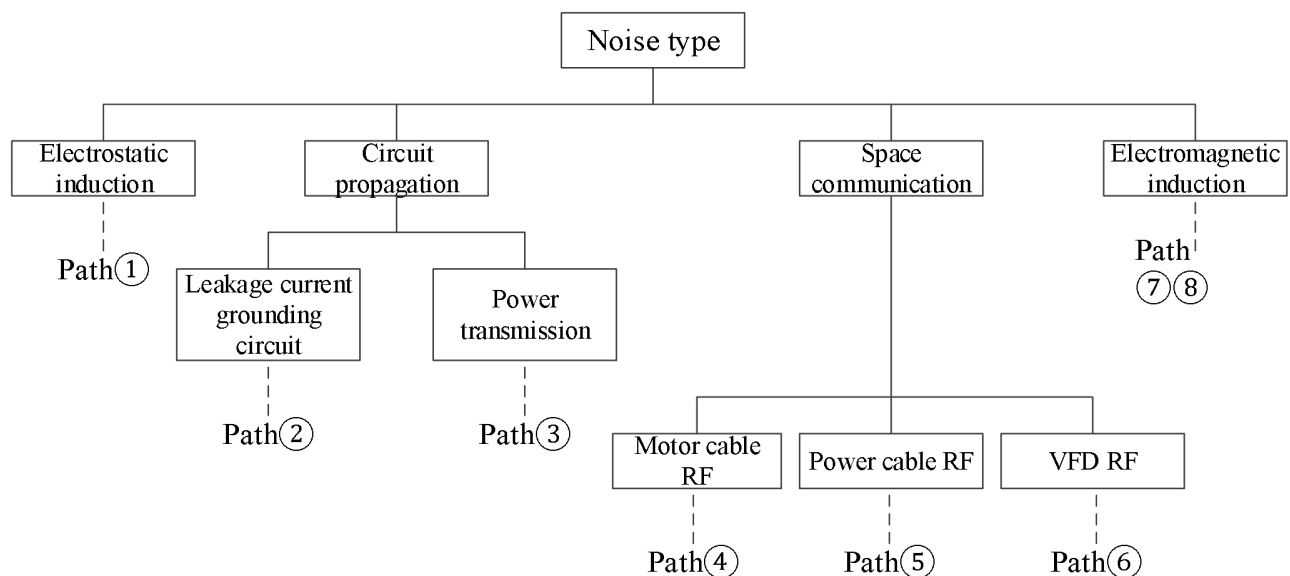 Noise type
Electrostatic
induction
Circuit
propagation
Space
communication
Electromagnetic
induction
Path①
Path
⑦⑧
Leakage current
grounding
circuit
Power
transmission
Path②
Path③
Motor cable
RF
Power cable RF
VFD RF
Path④
Path⑤
Path⑥